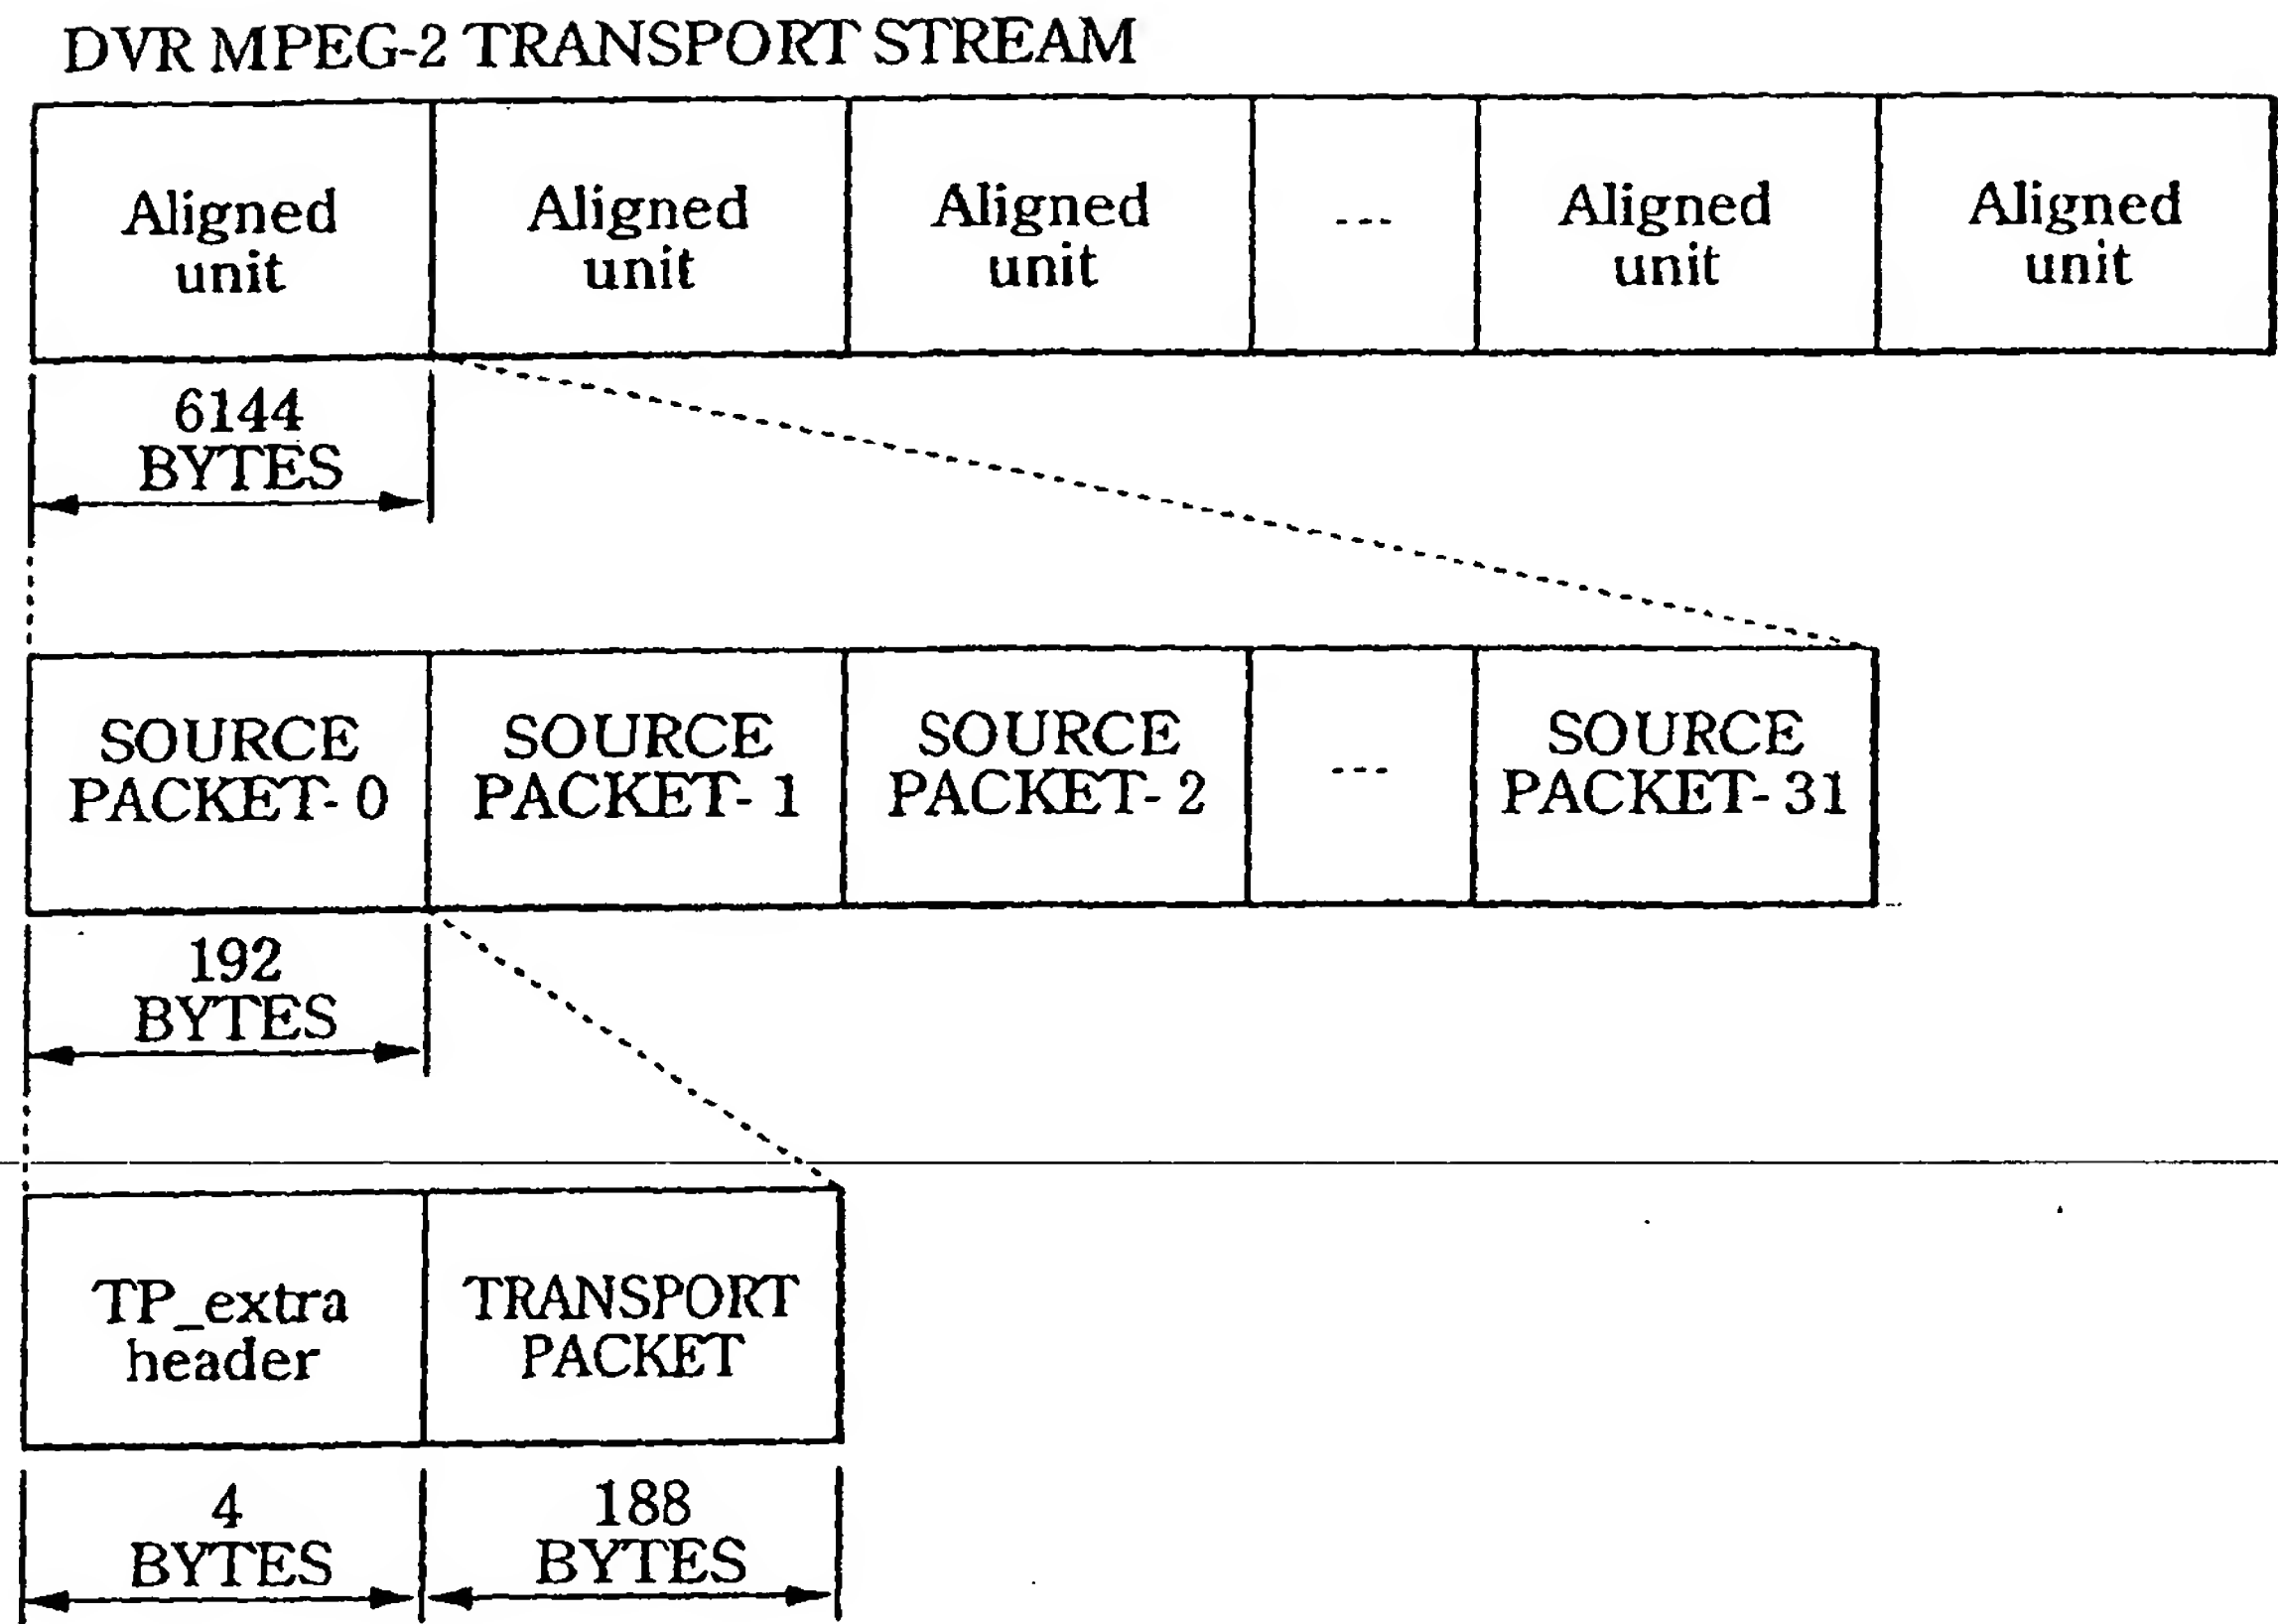 DVR MPEG-2 TRANSPORT STREAM
Aligned
unit
Aligned
unit
Aligned
unit
---
Aligned
unit
Aligned
unit
6144
BYTES
SOURCE
PACKET- 0
SOURCE
PACKET- 1
SOURCE
PACKET- 2
---
SOURCE
PACKET- 31
192
BYTES
TP_extra
header
TRANSPORT
PACKET
4
BYTES
188
BYTES